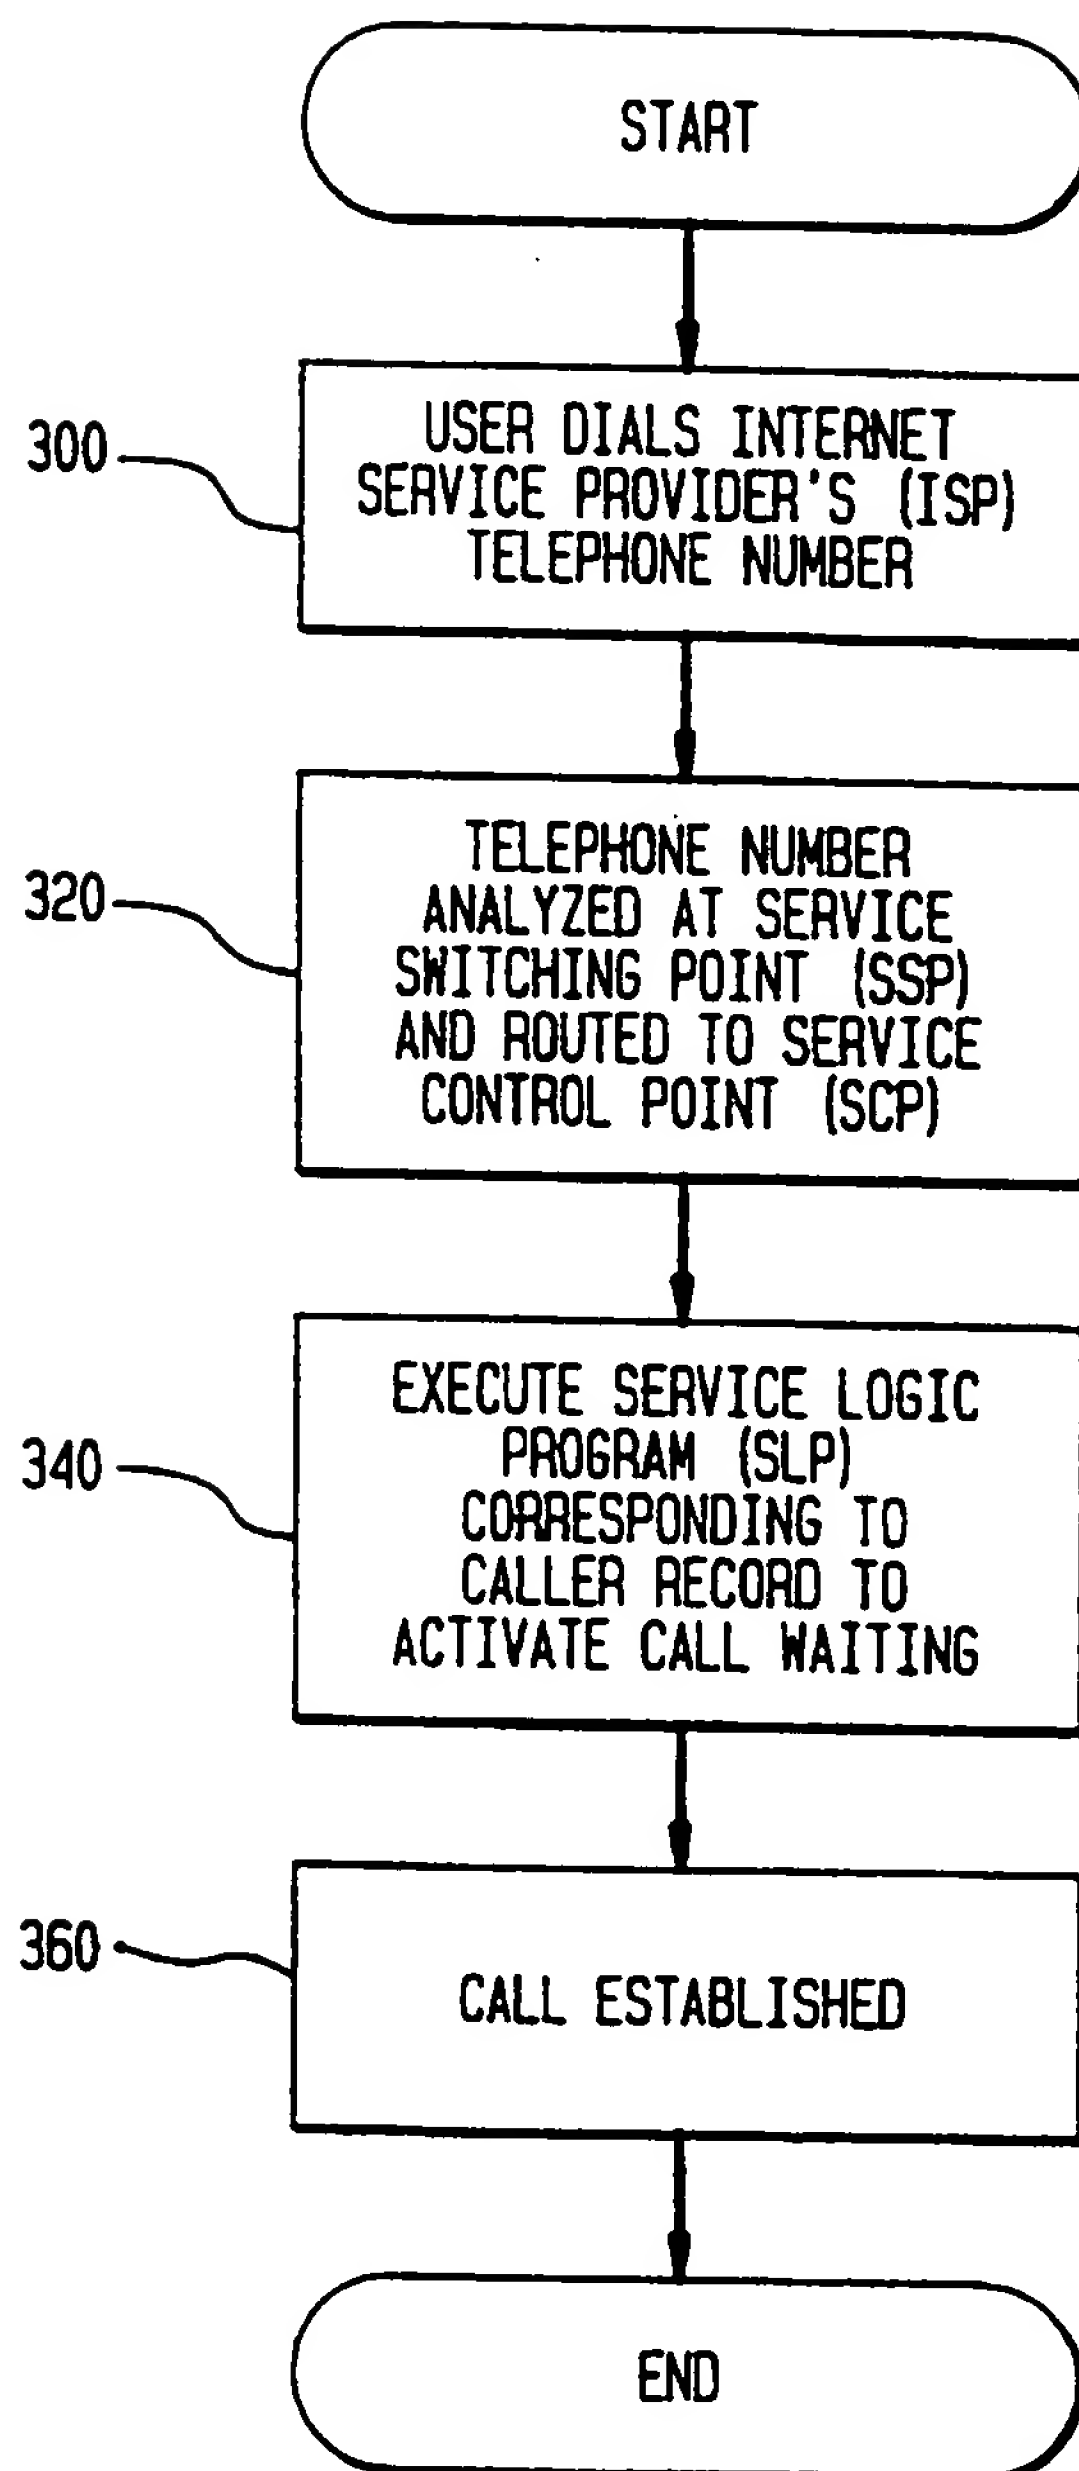 START
300
USER DIALS INTERNET
SERVICE PROVIDER'S (ISP)
TELEPHONE NUMBER
320
TELEPHONE NUMBER
ANALYZED AT SERVICE
SWITCHING POINT (SSP)
AND ROUTED TO SERVICE
CONTROL POINT (SCP)
340
EXECUTE SERVICE LOGIC
PROGRAM (SLP)
CORRESPONDING TO
CALLER RECORD TO
ACTIVATE CALL WAITING
360
CALL ESTABLISHED
END